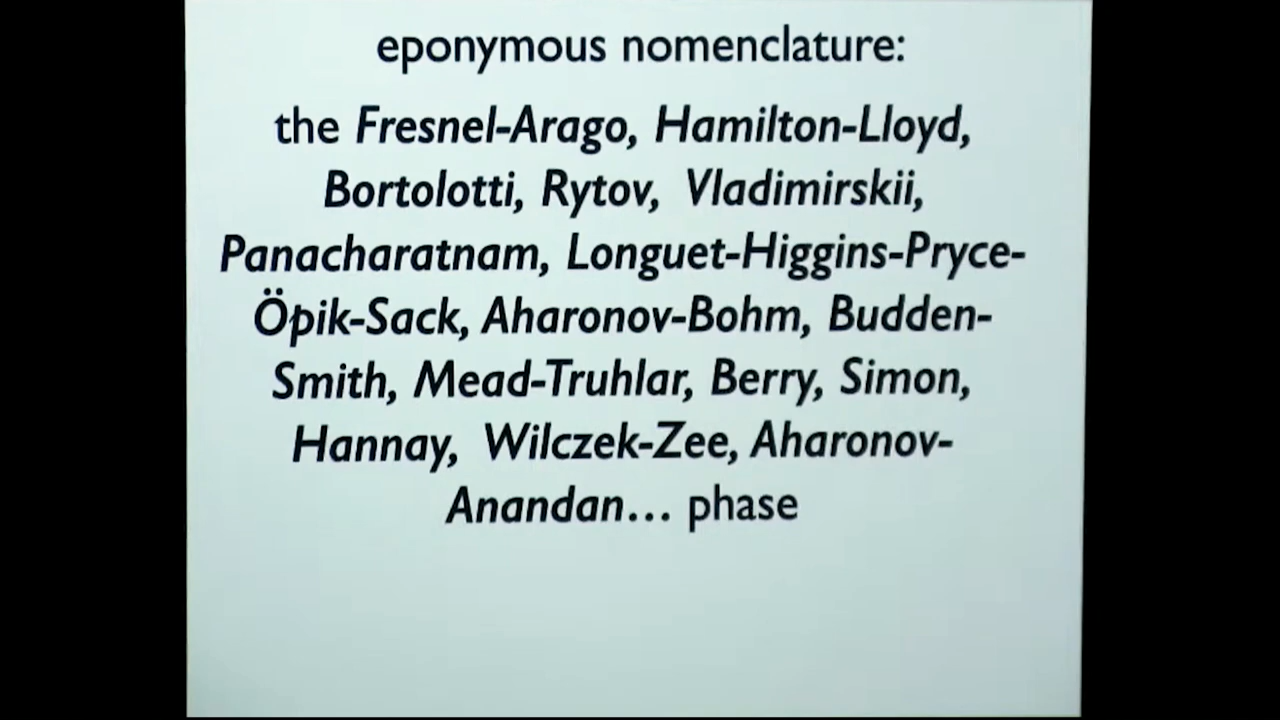 eponymous nomenclature:
the Fresnel-Arago, Hamilton-Lloyd,
Bortolotti, Rytov, Vladimirskii,
Panacharatnam, Longuet-Higgins-Pryce-
Öpik-Sack, Aharonov-Bohm, Budden-
Smith, Mead-Truhlar, Berry, Simon,
Hannay, Wilczek-Zee, Aharonov-
Anandan… phase